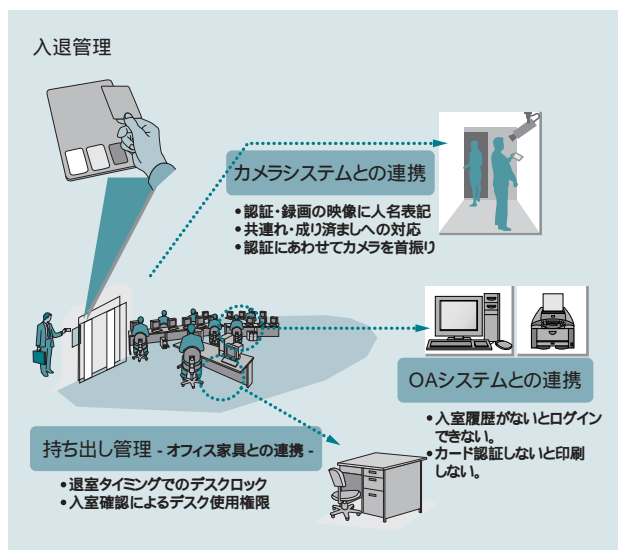 入退管理
カメラシステムとの連携
•認証・録画の映像に人名表記
•共連れ・成り済ましへの対応
•認証にあわせてカメラを首振り
OAシステムとの連携
•入室履歴がないとログイン
できない。
•カード認証しないと印刷
しない。
持ち出し管理 - オフィス家具との連携 -
•退室タイミングでのデスクロック
•入室確認によるデスク使用権限